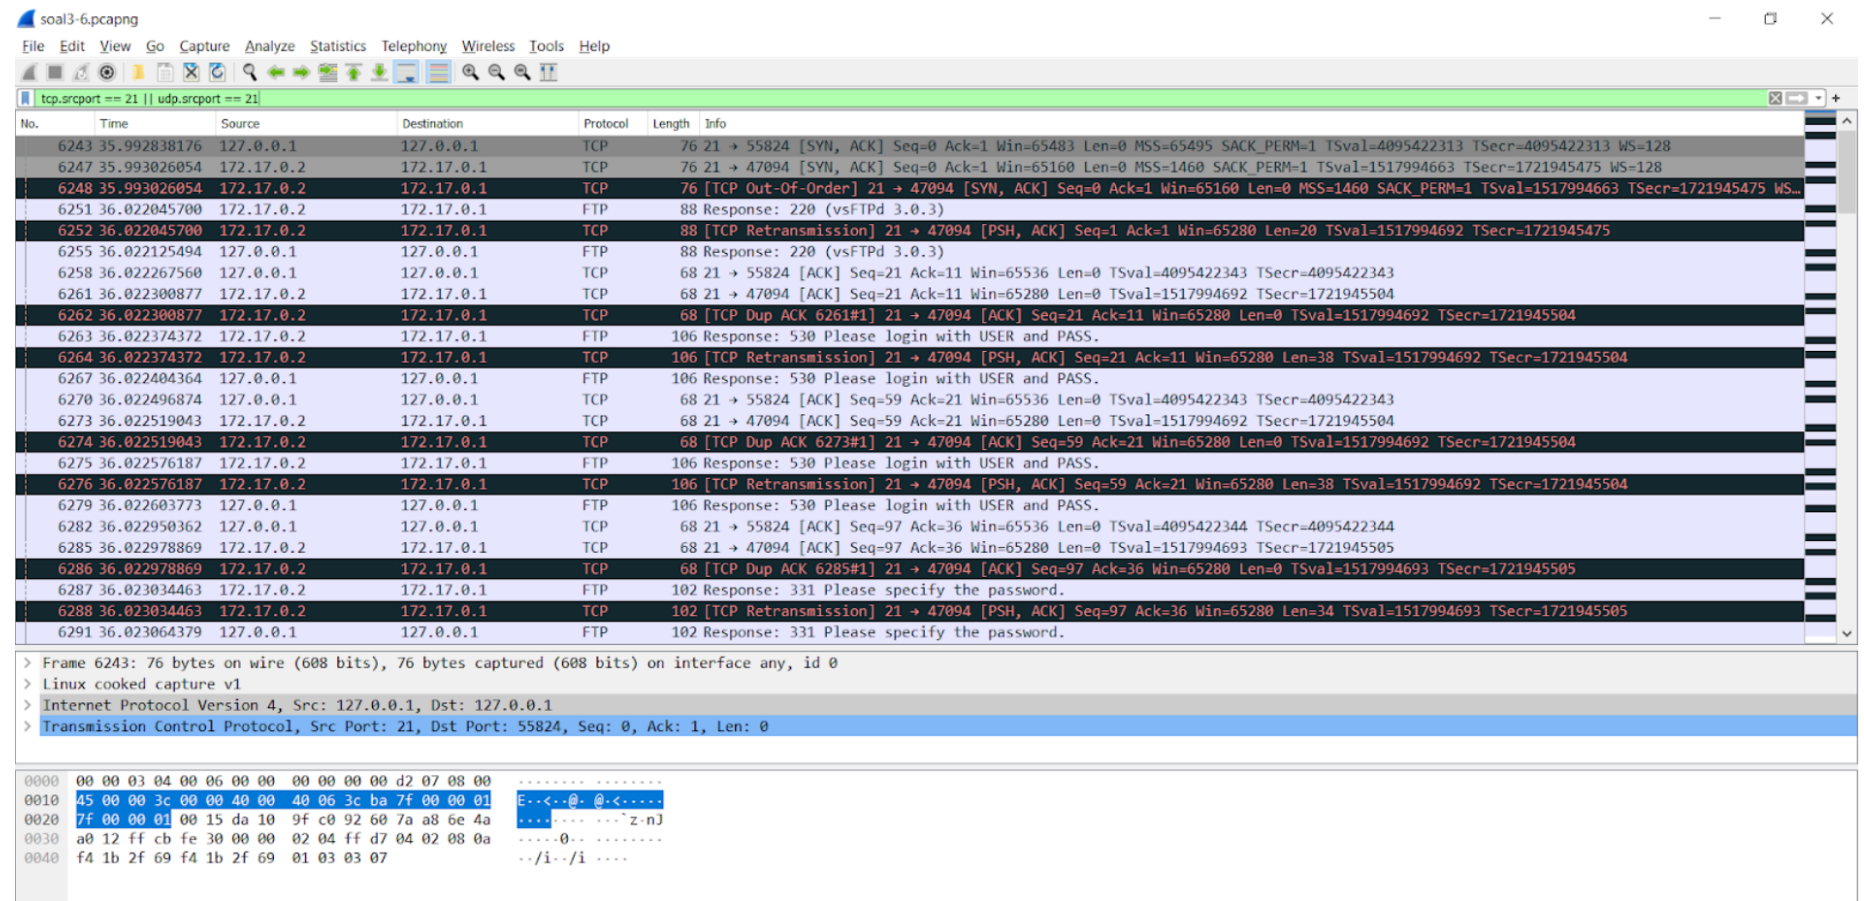 soal3-6.pcapng
File Edit View Go Capture Analyze Statistics Telephony Wireless Tools Help
tcp.srcport == 21 || udp.srcport == 21
No. Time Source Destination Protocol Length Info
6243 35.992838176 127.0.0.1 127.0.0.1 TCP 76 21 → 55824 [SYN, ACK] Seq=0 Ack=1 Win=65483 Len=0 MSS=65495 SACK_PERM=1 TSval=4095422313 TSecr=4095422313 WS=128
6247 35.993026054 172.17.0.2 172.17.0.1 TCP 76 21 → 47094 [SYN, ACK] Seq=0 Ack=1 Win=65160 Len=0 MSS=1460 SACK_PERM=1 TSval=1517994663 TSecr=1721945475 WS=128
6248 35.993026054 172.17.0.2 172.17.0.1 TCP 76 [TCP Out-Of-Order] 21 → 47094 [SYN, ACK] Seq=0 Ack=1 Win=65160 Len=0 MSS=1460 SACK_PERM=1 TSval=1517994663 TSecr=1721945475 WS…
6251 36.022045700 172.17.0.2 172.17.0.1 FTP 88 Response: 220 (vsFTPd 3.0.3)
6252 36.022045700 172.17.0.2 172.17.0.1 TCP 88 [TCP Retransmission] 21 → 47094 [PSH, ACK] Seq=1 Ack=1 Win=65280 Len=20 TSval=1517994692 TSecr=1721945475
6255 36.022125494 127.0.0.1 127.0.0.1 FTP 88 Response: 220 (vsFTPd 3.0.3)
6258 36.022267560 127.0.0.1 127.0.0.1 TCP 68 21 → 55824 [ACK] Seq=21 Ack=11 Win=65536 Len=0 TSval=4095422343 TSecr=4095422343
6261 36.022300877 172.17.0.2 172.17.0.1 TCP 68 21 → 47094 [ACK] Seq=21 Ack=11 Win=65280 Len=0 TSval=1517994692 TSecr=1721945504
6262 36.022300877 172.17.0.2 172.17.0.1 TCP 68 [TCP Dup ACK 6261#1] 21 → 47094 [ACK] Seq=21 Ack=11 Win=65280 Len=0 TSval=1517994692 TSecr=1721945504
6263 36.022374372 172.17.0.2 172.17.0.1 FTP 106 Response: 530 Please login with USER and PASS.
6264 36.022374372 172.17.0.2 172.17.0.1 TCP 106 [TCP Retransmission] 21 → 47094 [PSH, ACK] Seq=21 Ack=11 Win=65280 Len=38 TSval=1517994692 TSecr=1721945504
6267 36.022404364 127.0.0.1 127.0.0.1 FTP 106 Response: 530 Please login with USER and PASS.
6270 36.022496874 127.0.0.1 127.0.0.1 TCP 68 21 → 55824 [ACK] Seq=59 Ack=21 Win=65536 Len=0 TSval=4095422343 TSecr=4095422343
6273 36.022519043 172.17.0.2 172.17.0.1 TCP 68 21 → 47094 [ACK] Seq=59 Ack=21 Win=65280 Len=0 TSval=1517994692 TSecr=1721945504
6274 36.022519043 172.17.0.2 172.17.0.1 TCP 68 [TCP Dup ACK 6273#1] 21 → 47094 [ACK] Seq=59 Ack=21 Win=65280 Len=0 TSval=1517994692 TSecr=1721945504
6275 36.022576187 172.17.0.2 172.17.0.1 FTP 106 Response: 530 Please login with USER and PASS.
6276 36.022576187 172.17.0.2 172.17.0.1 TCP 106 [TCP Retransmission] 21 → 47094 [PSH, ACK] Seq=59 Ack=21 Win=65280 Len=38 TSval=1517994692 TSecr=1721945504
6279 36.022603773 127.0.0.1 127.0.0.1 FTP 106 Response: 530 Please login with USER and PASS.
6282 36.022950362 127.0.0.1 127.0.0.1 TCP 68 21 → 55824 [ACK] Seq=97 Ack=36 Win=65536 Len=0 TSval=4095422344 TSecr=4095422344
6285 36.022978869 172.17.0.2 172.17.0.1 TCP 68 21 → 47094 [ACK] Seq=97 Ack=36 Win=65280 Len=0 TSval=1517994693 TSecr=1721945505
6286 36.022978869 172.17.0.2 172.17.0.1 TCP 68 [TCP Dup ACK 6285#1] 21 → 47094 [ACK] Seq=97 Ack=36 Win=65280 Len=0 TSval=1517994693 TSecr=1721945505
6287 36.023034463 172.17.0.2 172.17.0.1 FTP 102 Response: 331 Please specify the password.
6288 36.023034463 172.17.0.2 172.17.0.1 TCP 102 [TCP Retransmission] 21 → 47094 [PSH, ACK] Seq=97 Ack=36 Win=65280 Len=34 TSval=1517994693 TSecr=1721945505
6291 36.023064379 127.0.0.1 127.0.0.1 FTP 102 Response: 331 Please specify the password.
> Frame 6243: 76 bytes on wire (608 bits), 76 bytes captured (608 bits) on interface any, id 0
> Linux cooked capture v1
> Internet Protocol Version 4, Src: 127.0.0.1, Dst: 127.0.0.1
> Transmission Control Protocol, Src Port: 21, Dst Port: 55824, Seq: 0, Ack: 1, Len: 0
0000 00 00 03 04 00 06 00 00 00 00 00 00 d2 07 08 00 ········ ········
0010 45 00 00 3c 00 00 40 00 40 06 3c ba 7f 00 00 01 E··<··@· @·<·····
0020 7f 00 00 01 00 15 da 10 9f c0 92 60 7a a8 6e 4a ········ ···`z·nJ
0030 a0 12 ff cb fe 30 00 00 02 04 ff d7 04 02 08 0a ·····0·· ········
0040 f4 1b 2f 69 f4 1b 2f 69 01 03 03 07 ··/i··/i ····